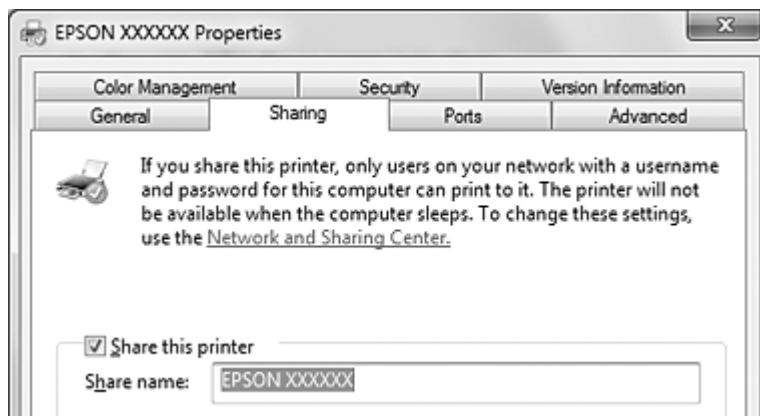 EPSON XXXXXX Properties
Color Management Security Version Information
General Sharing Ports Advanced
If you share this printer, only users on your network with a username
and password for this computer can print to it. The printer will not
be available when the computer sleeps. To change these settings,
use the Network and Sharing Center.
Share this printer
Share name: EPSON XXXXXX